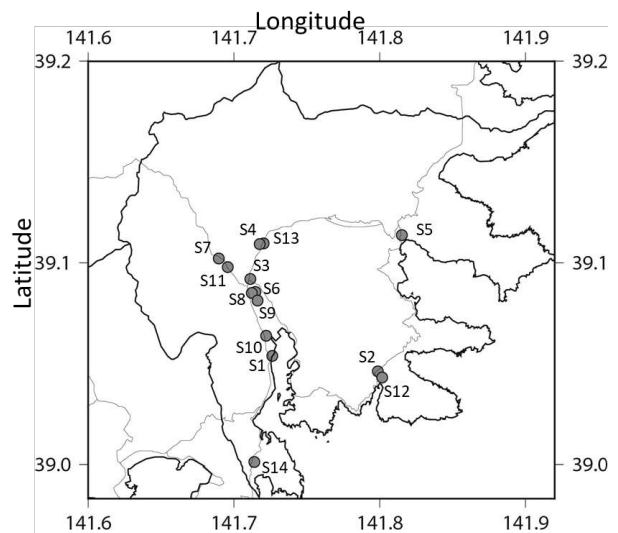 Longitude
141.6 141.7 141.8 141.9
39.2 39.2
S4 S13 S5
S7
S11 S3
39.1 39.1
S8 S6
S9
S10
S1 S2
S12
39.0 39.0
S14
141.6 141.7 141.8 141.9
Latitude